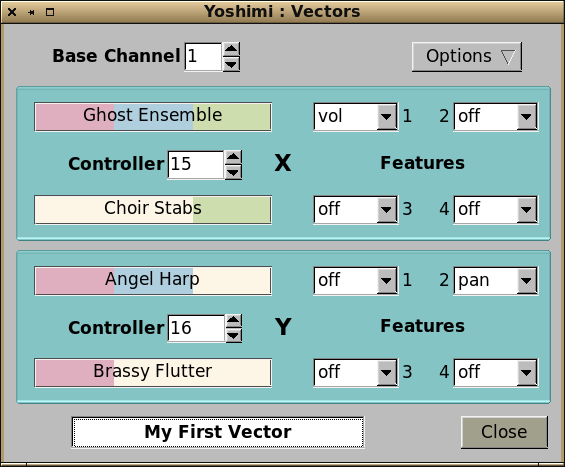 Yoshimi : Vectors
Base Channel 1 Options
Ghost Ensemble vol 1 2 off
Controller 15 X Features
Choir Stabs off 3 4 off
Angel Harp off 1 2 pan
Controller 16 Y Features
Brassy Flutter off 3 4 off
My First Vector Close